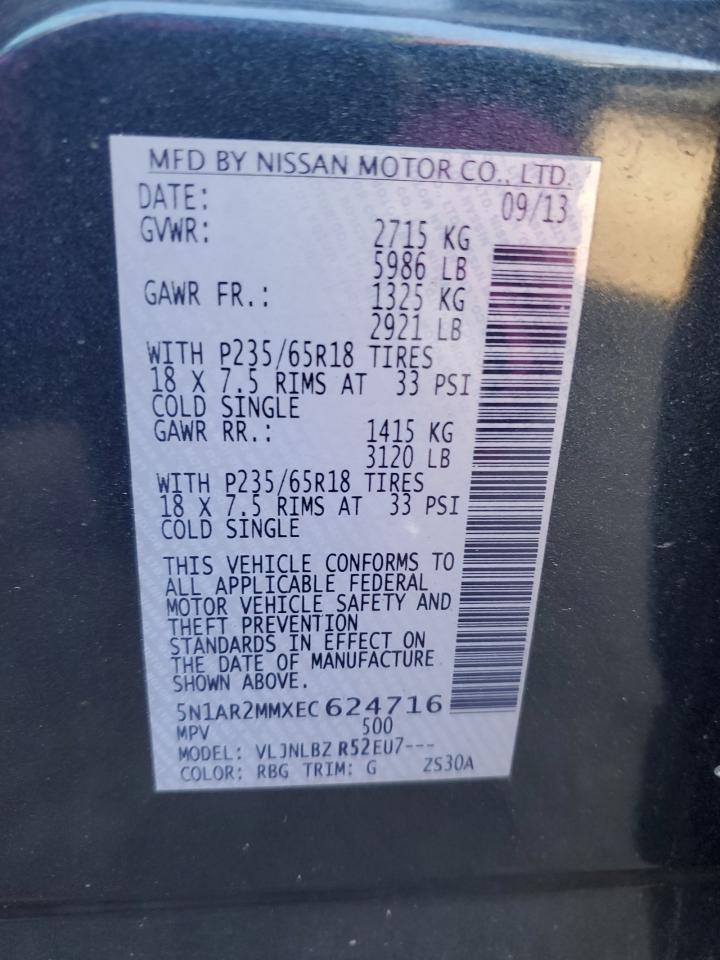 MFD BY NISSAN MOTOR CO., LTD.
DATE: 09/13
GVWR: 2715 KG
5986 LB
GAWR FR.: 1325 KG
2921 LB
WITH P235/65R18 TIRES
18 X 7.5 RIMS AT 33 PSI
COLD SINGLE
GAWR RR.: 1415 KG
3120 LB
WITH P235/65R18 TIRES
18 X 7.5 RIMS AT 33 PSI
COLD SINGLE
THIS VEHICLE CONFORMS TO
ALL APPLICABLE FEDERAL
MOTOR VEHICLE SAFETY AND
THEFT PREVENTION
STANDARDS IN EFFECT ON
THE DATE OF MANUFACTURE
SHOWN ABOVE.
5N1AR2MMXEC624716
MPV 500
MODEL: VLJNLBZ R52EU7---
COLOR: RBG TRIM: G ZS30A